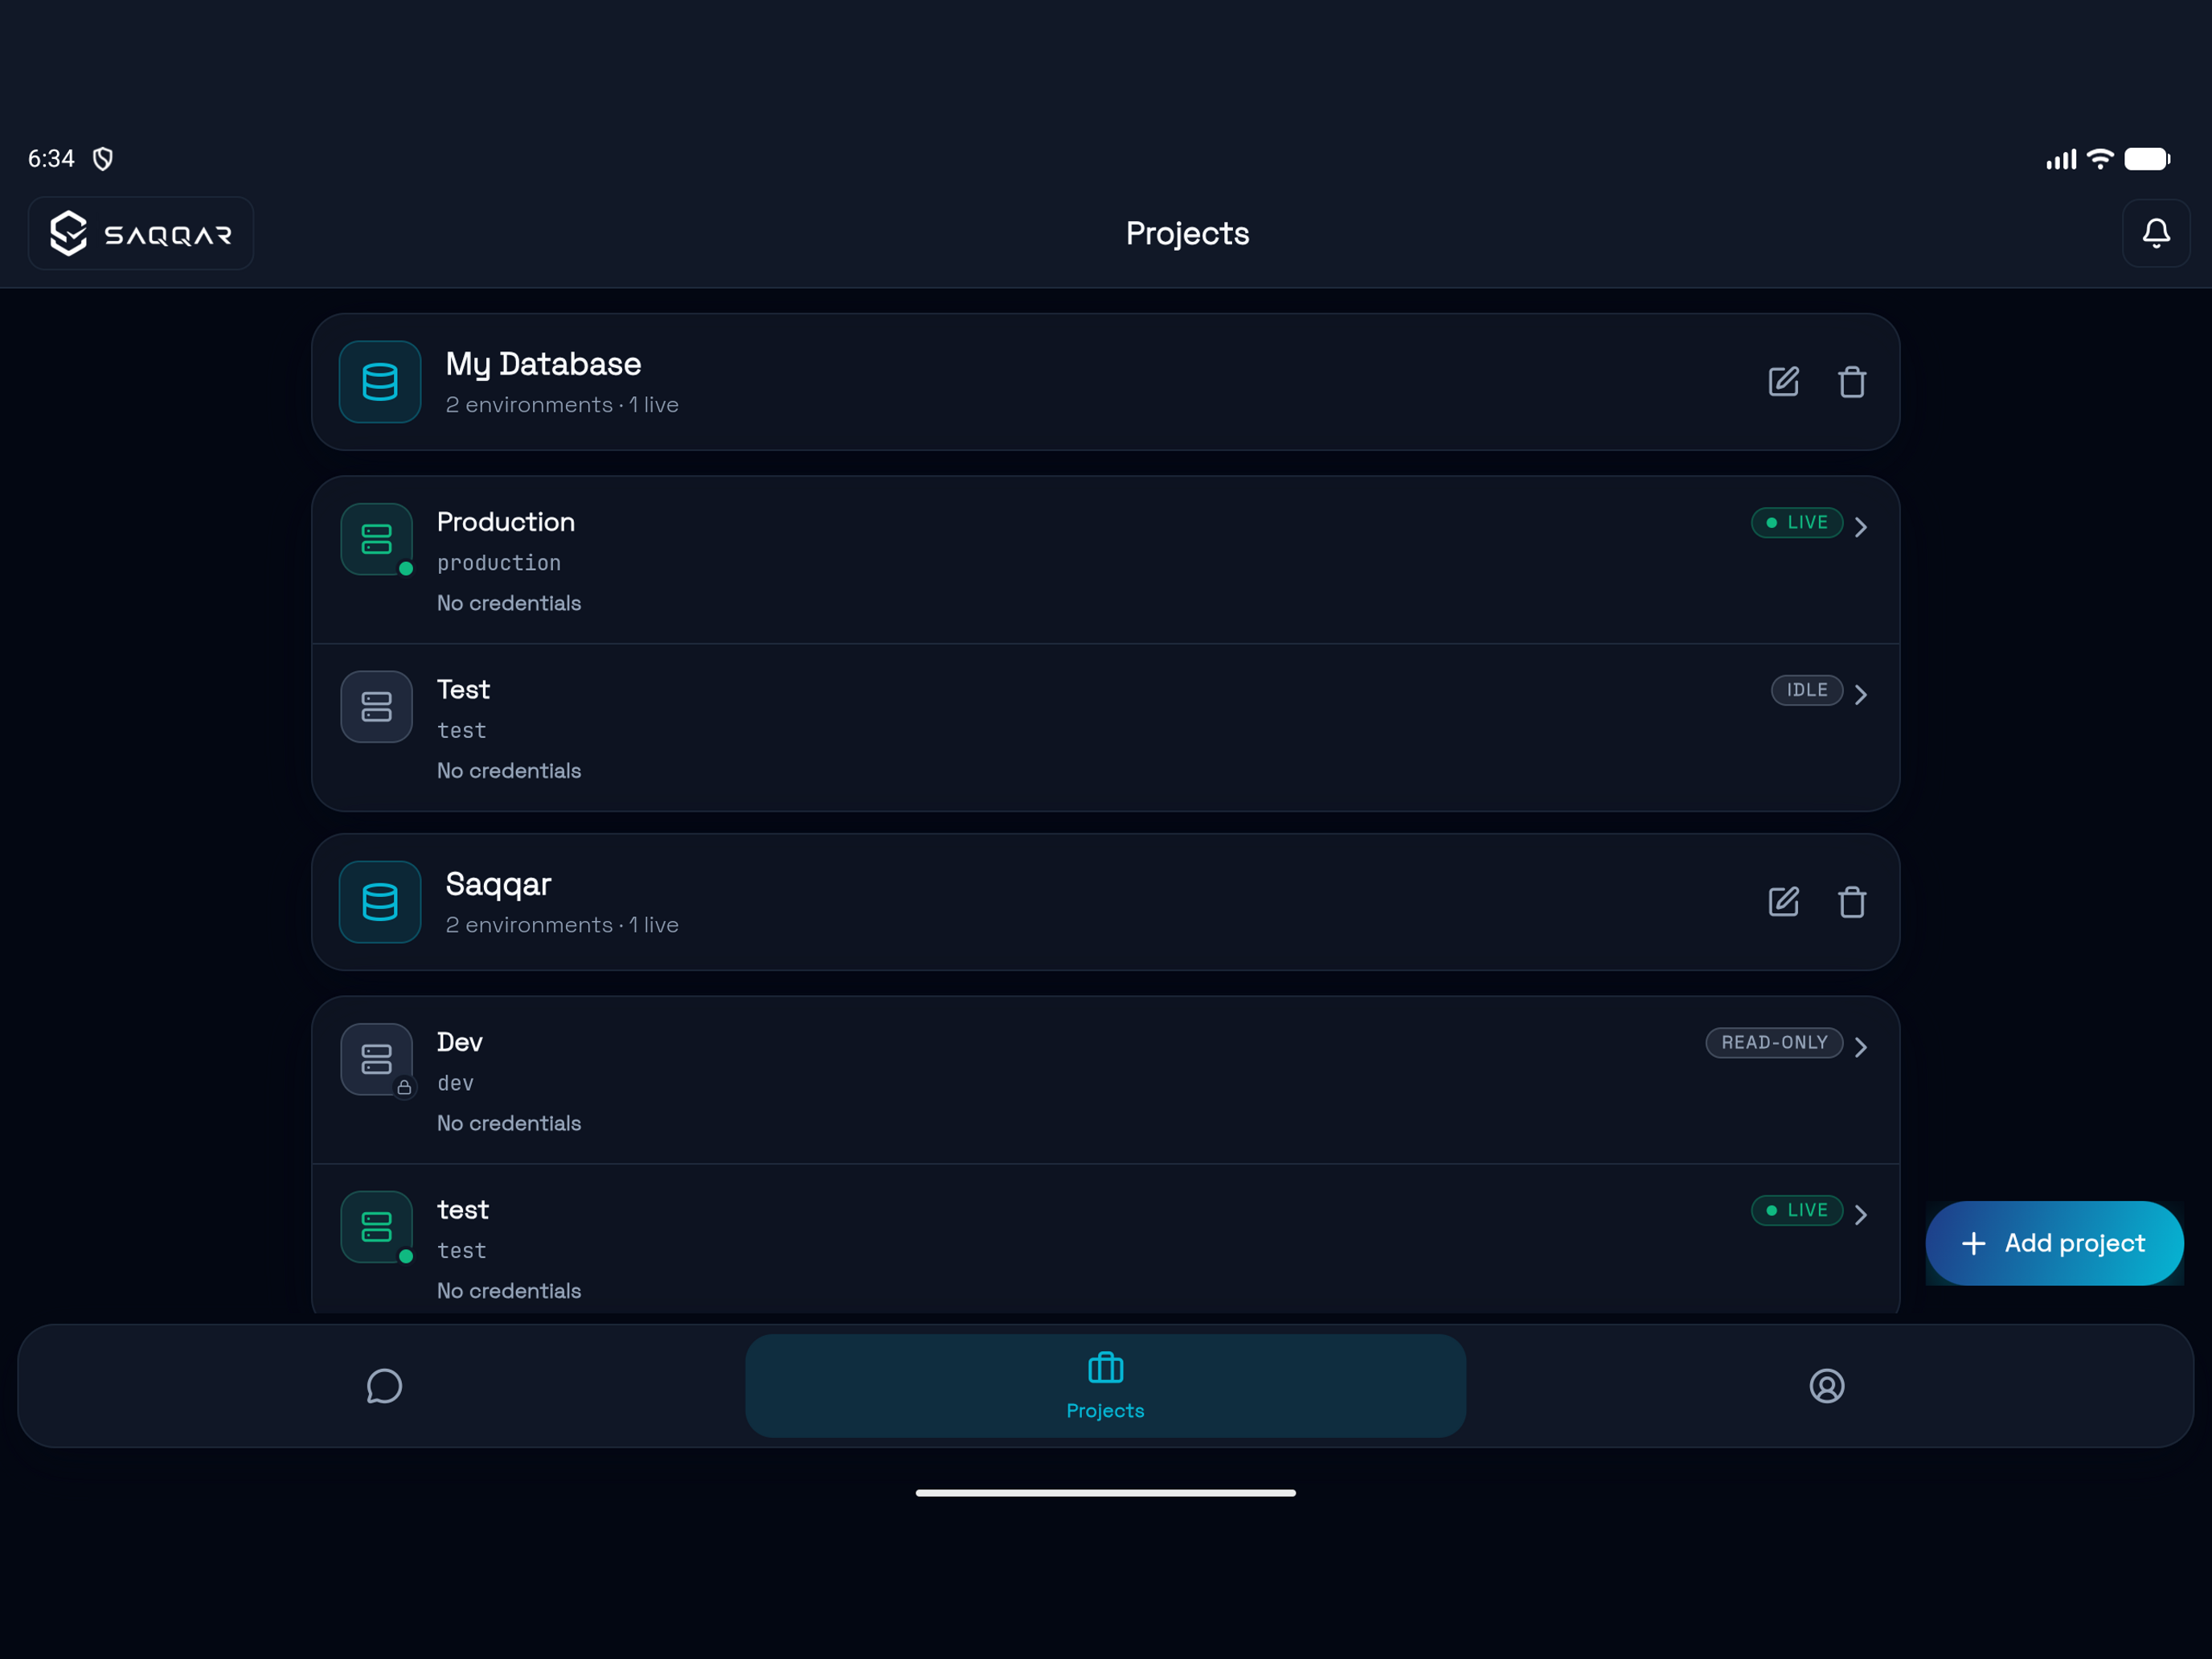 6:34
SAQQAR
Projects
My Database
2 environments · 1 live
Production
LIVE
production
No credentials
Test
IDLE
test
No credentials
Saqqar
2 environments · 1 live
Dev
READ-ONLY
dev
No credentials
test
LIVE
test
No credentials
Add project
Projects